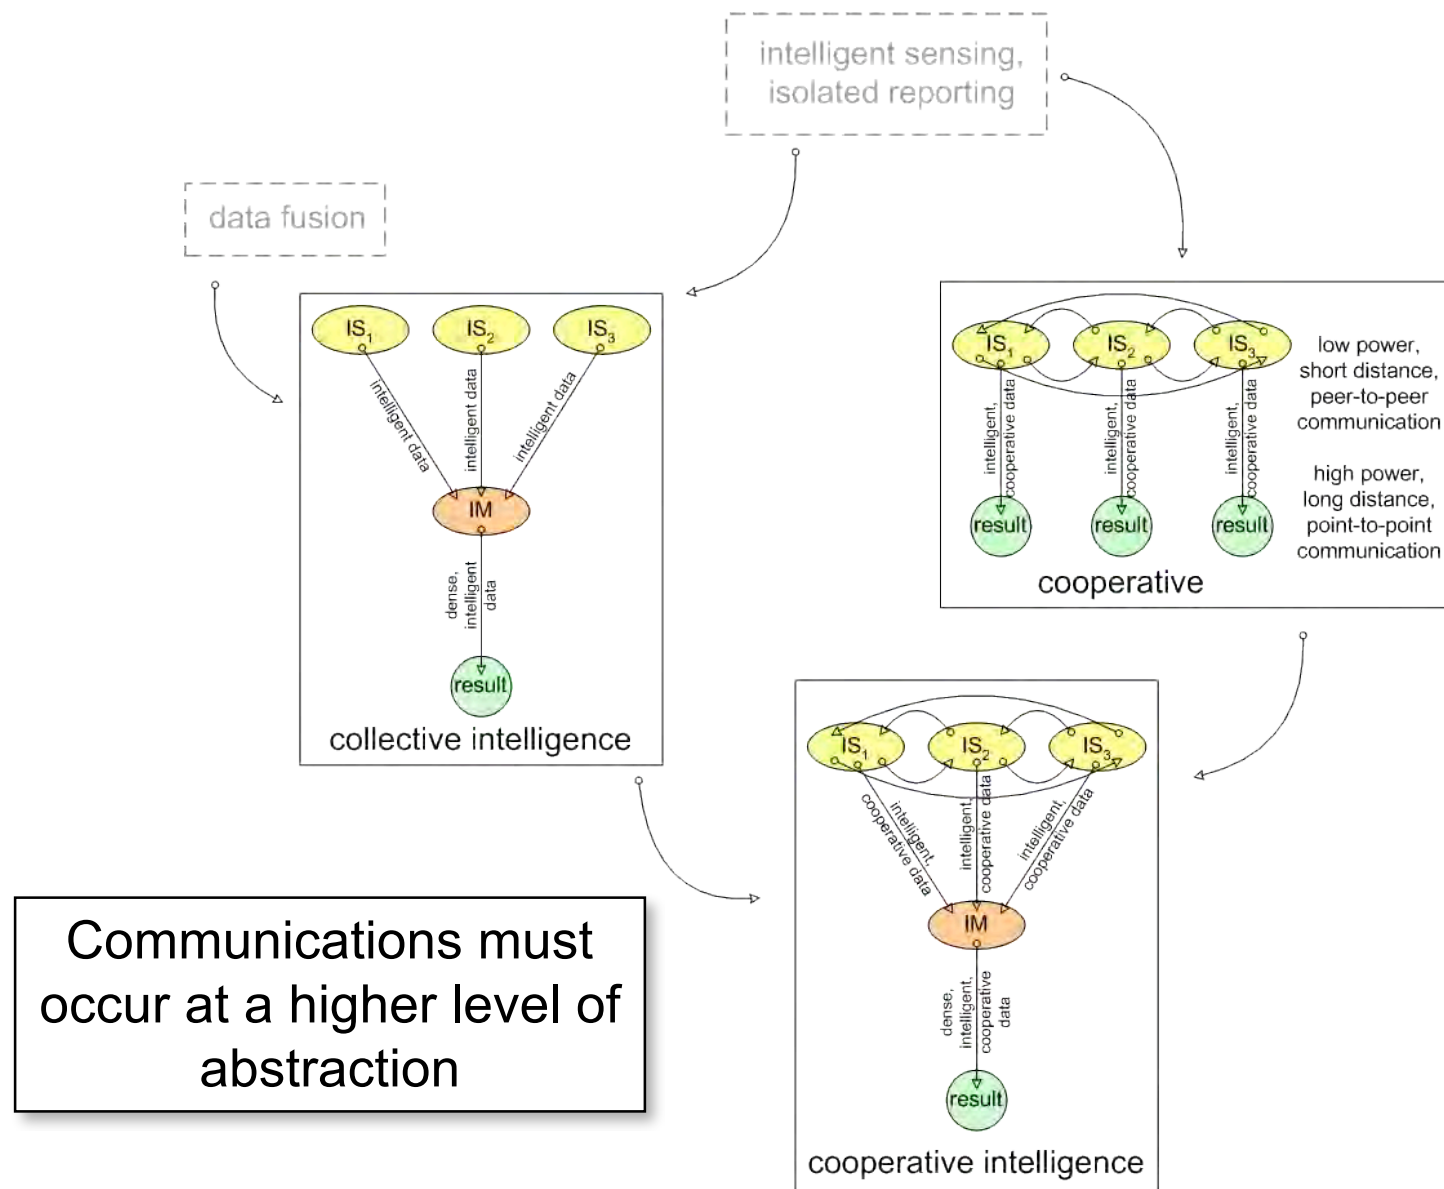 intelligent sensing,
isolated reporting
data fusion
IS1
IS2
IS3
intelligent data
intelligent data
intelligent data
IM
dense,
intelligent
data
result
collective intelligence
IS1
IS2
IS3
low power,
short distance,
peer-to-peer
communication
intelligent,
cooperative data
intelligent,
cooperative data
intelligent,
cooperative data
high power,
long distance,
point-to-point
communication
result
result
result
cooperative
IS1
IS2
IS3
intelligent,
cooperative data
intelligent,
cooperative data
intelligent,
cooperative data
IM
dense,
intelligent,
cooperative
data
result
cooperative intelligence
Communications must
occur at a higher level of
abstraction